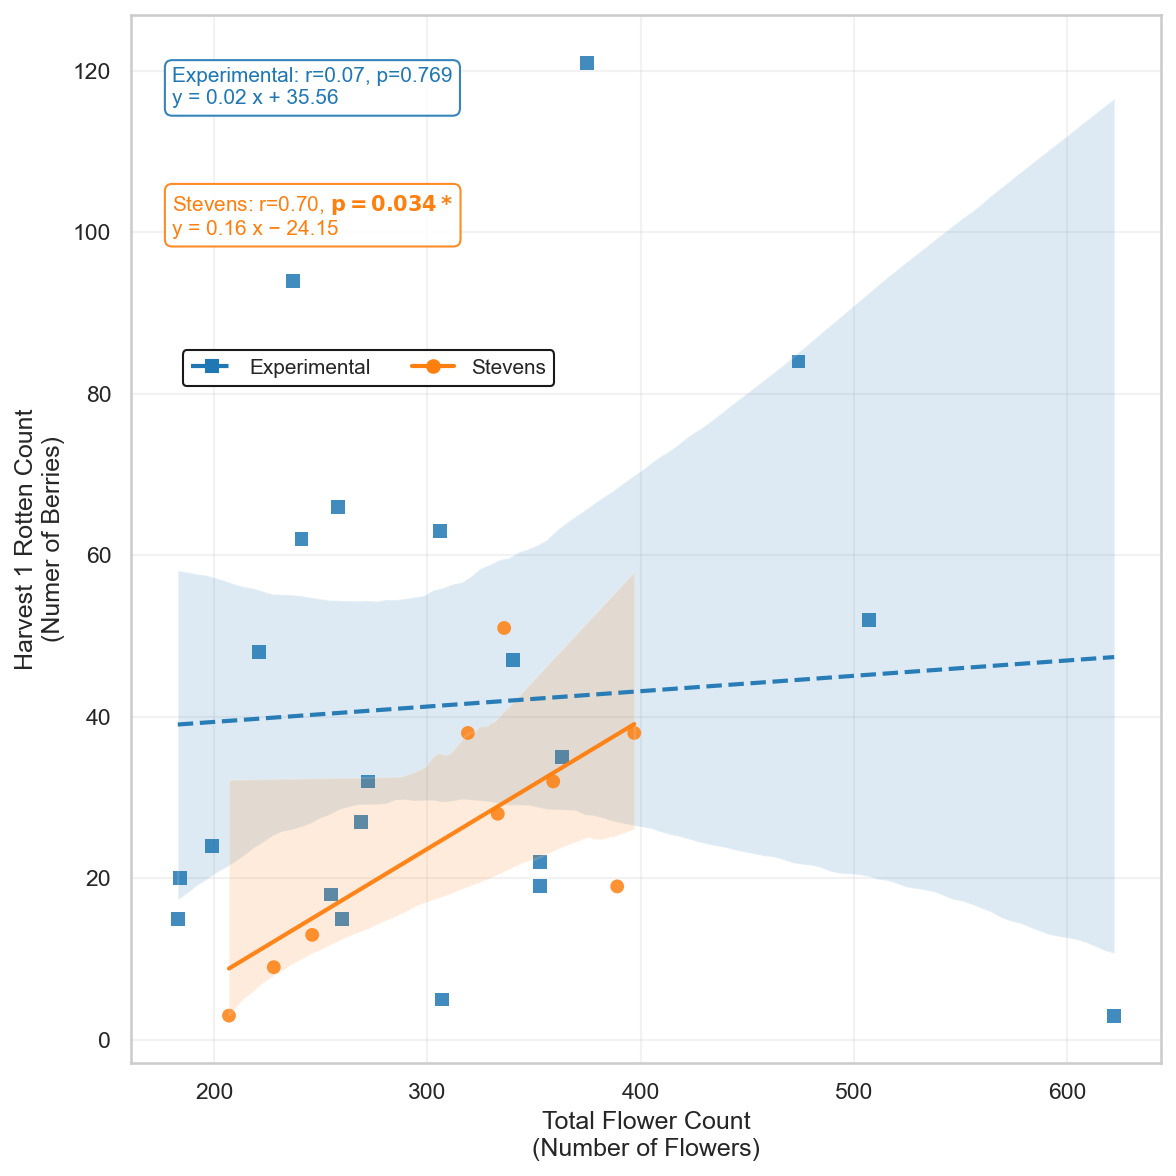 Experimental: r=0.07, p=0.769
y = 0.02 x + 35.56
Stevens: r=0.70, p = 0.034 *
y = 0.16 x − 24.15
Experimental
Stevens
120
100
80
60
40
20
0
Harvest 1 Rotten Count
(Numer of Berries)
200
300
400
500
600
Total Flower Count
(Number of Flowers)